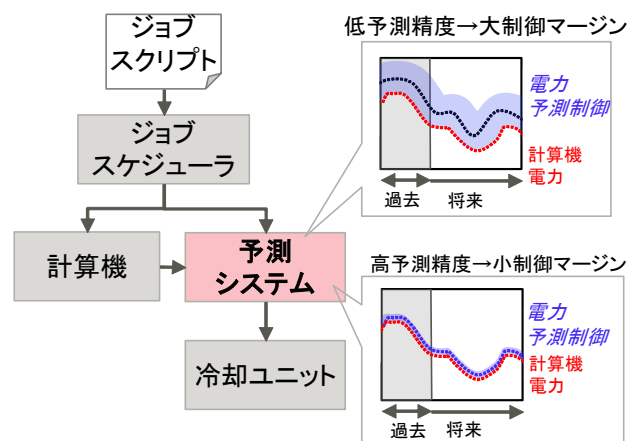 ジョブ
スクリプト
ジョブ
スケジューラ
計算機
予測
システム
冷却ユニット
低予測精度→大制御マージン
電力
予測制御
計算機
電力
過去
将来
高予測精度→小制御マージン
電力
予測制御
計算機
電力
過去
将来